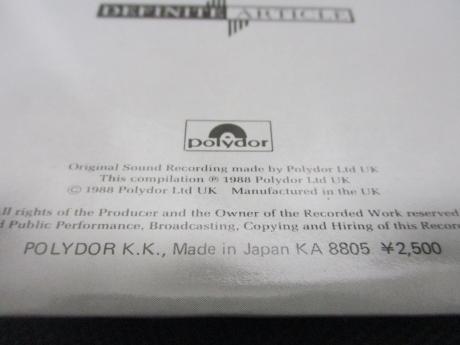 DEFINITE ARTICLE
polydor
Original Sound Recording made by Polydor Ltd UK
This compilation ℗ 1988 Polydor Ltd UK
© 1988 Polydor Ltd UK Manufactured in the UK
All rights of the Producer and the Owner of the Recorded Work reserved
Public Performance, Broadcasting, Copying and Hiring of this Recor
POLYDOR K.K., Made in Japan KA 8805 ¥2,500